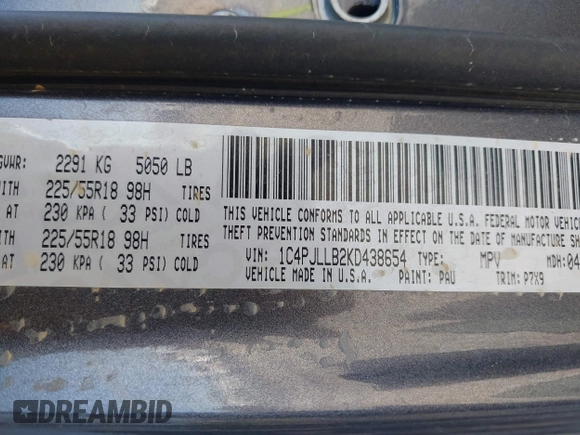 GVWR: 2291 KG 5050 LB
WITH 225/55R18 98H TIRES
AT 230 KPA ( 33 PSI) COLD
WITH 225/55R18 98H TIRES
AT 230 KPA ( 33 PSI) COLD
THIS VEHICLE CONFORMS TO ALL APPLICABLE U.S.A. FEDERAL MOTOR VEHIC
THEFT PREVENTION STANDARDS IN EFFECT ON THE DATE OF MANUFACTURE SH
VIN: 1C4PJLLB2KD438654 TYPE: MPV MDH: 04
VEHICLE MADE IN U.S.A. PAINT: PAU TRIM: P7X9
DREAMBID